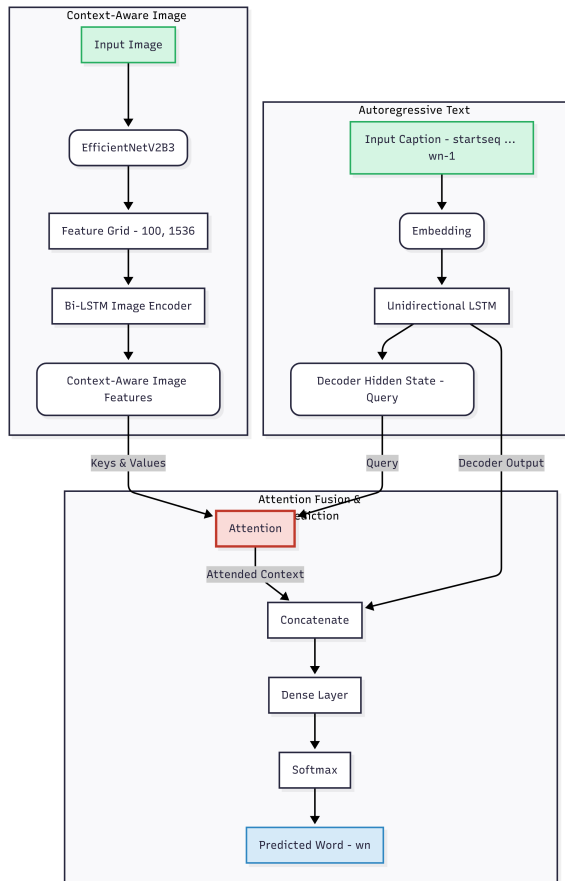 Context-Aware Image
Input Image
EfficientNetV2B3
Feature Grid - 100, 1536
Bi-LSTM Image Encoder
Context-Aware Image
Features
Autoregressive Text
Input Caption - startseq ...
wn-1
Embedding
Unidirectional LSTM
Decoder Hidden State -
Query
Keys & Values
Query
Decoder Output
Attention Fusion &
Attention
Attended Context
Concatenate
Dense Layer
Softmax
Predicted Word - wn